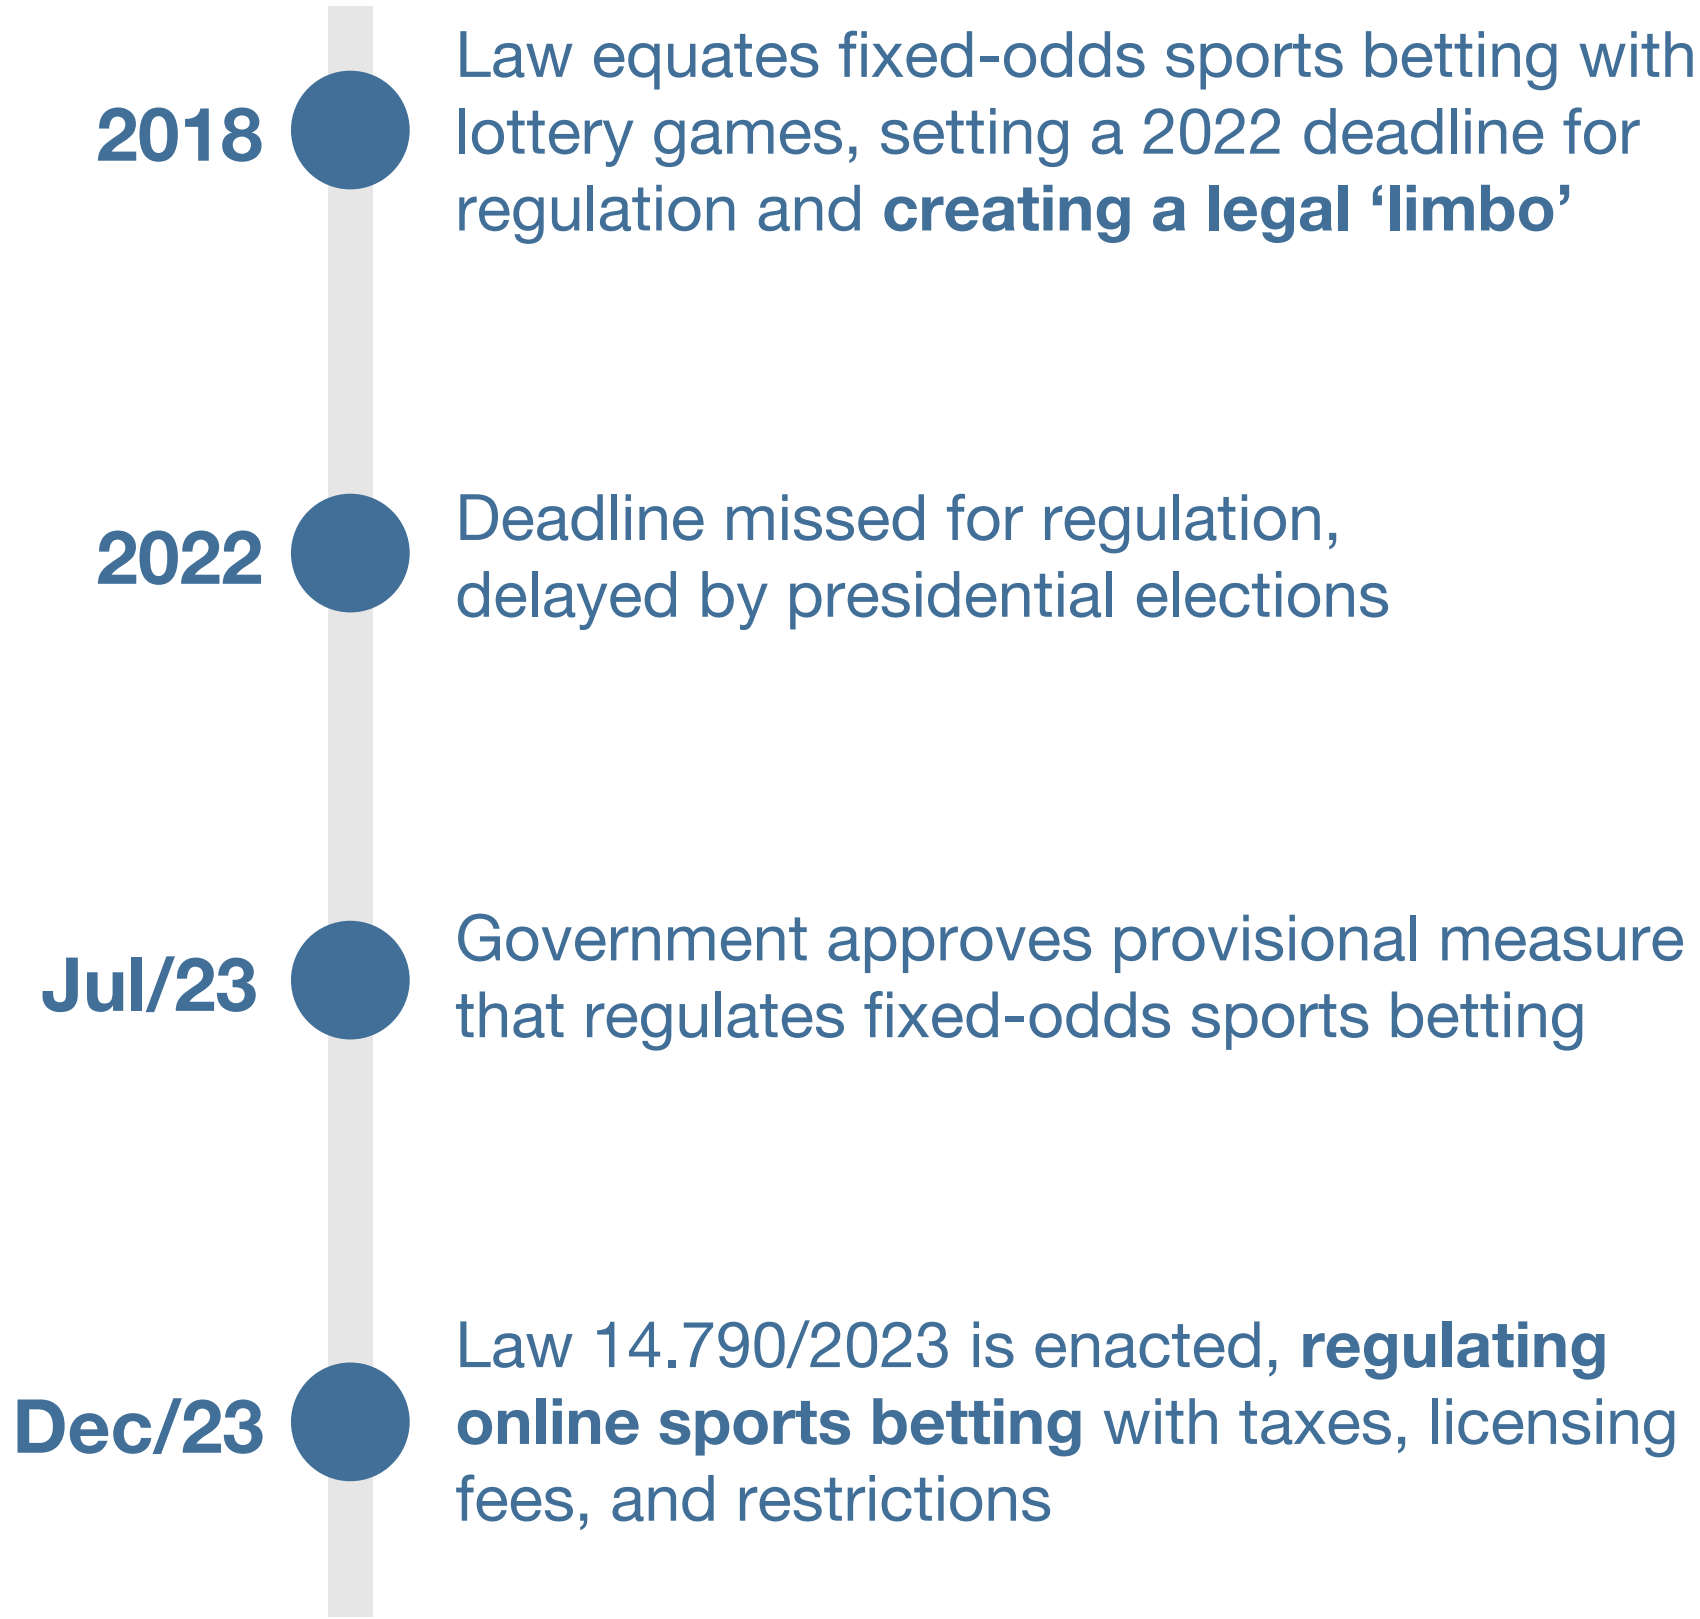 2018
Law equates fixed-odds sports betting with
lottery games, setting a 2022 deadline for
regulation and creating a legal ‘limbo’
2022
Deadline missed for regulation,
delayed by presidential elections
Jul/23
Government approves provisional measure
that regulates fixed-odds sports betting
Dec/23
Law 14.790/2023 is enacted, regulating
online sports betting with taxes, licensing
fees, and restrictions